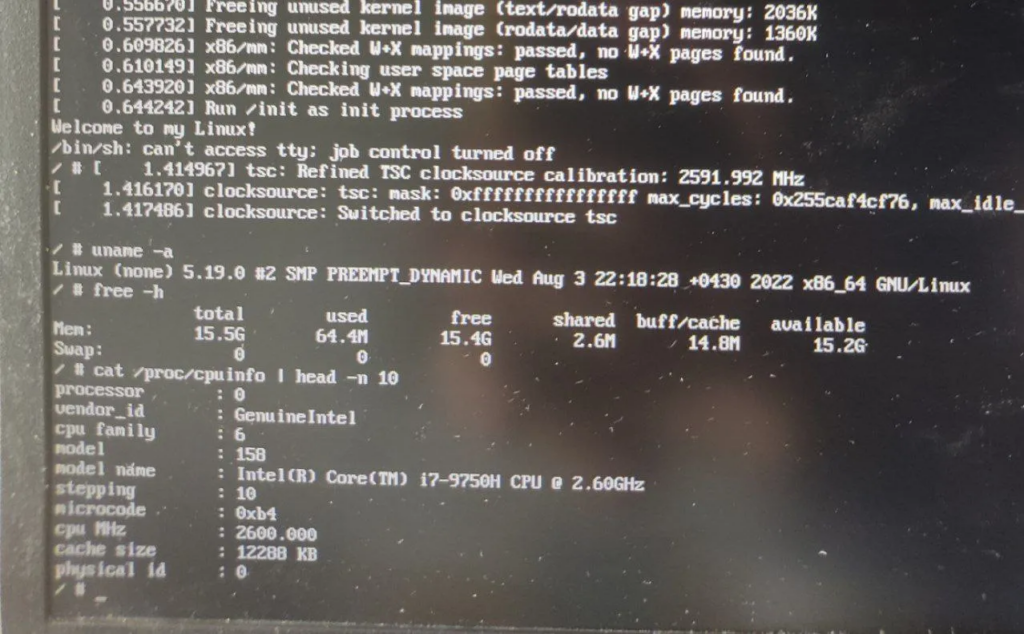 [    0.556670] Freeing unused kernel image (text/rodata gap) memory: 2036K
[    0.557732] Freeing unused kernel image (rodata/data gap) memory: 1360K
[    0.609826] x86/mm: Checked W+X mappings: passed, no W+X pages found.
[    0.610149] x86/mm: Checking user space page tables
[    0.643920] x86/mm: Checked W+X mappings: passed, no W+X pages found.
[    0.644242] Run /init as init process
Welcome to my Linux!
/bin/sh: can't access tty; job control turned off
/ # [    1.414967] tsc: Refined TSC clocksource calibration: 2591.992 MHz
[    1.416170] clocksource: tsc: mask: 0xffffffffffffffff max_cycles: 0x255caf4cf76, max_idle_
[    1.417486] clocksource: Switched to clocksource tsc
/ # uname -a
Linux (none) 5.19.0 #2 SMP PREEMPT_DYNAMIC Wed Aug 3 22:18:28 +0430 2022 x86_64 GNU/Linux
/ # free -h
total used free shared buff/cache available
Mem: 15.5G 64.4M 15.4G 2.6M 14.8M 15.2G
Swap: 0 0 0
/ # cat /proc/cpuinfo | head -n 10
processor : 0
vendor_id : GenuineIntel
cpu family : 6
model : 158
model name : Intel(R) Core(TM) i7-9750H CPU @ 2.60GHz
stepping : 10
microcode : 0xb4
cpu MHz : 2600.000
cache size : 12288 KB
physical id : 0
/ # _